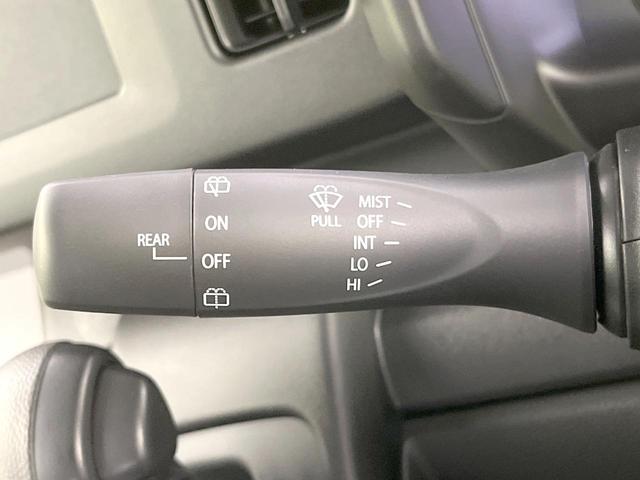 REAR
ON
OFF
PULL
MIST
OFF
INT
LO
HI